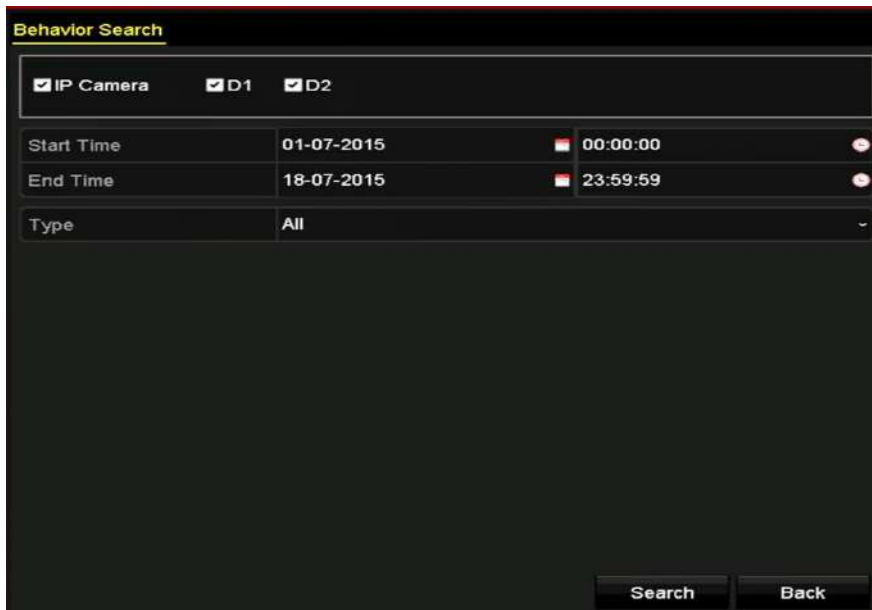 Behavior Search
IP Camera D1 D2
Start Time 01-07-2015 00:00:00
End Time 18-07-2015 23:59:59
Type All
Search Back